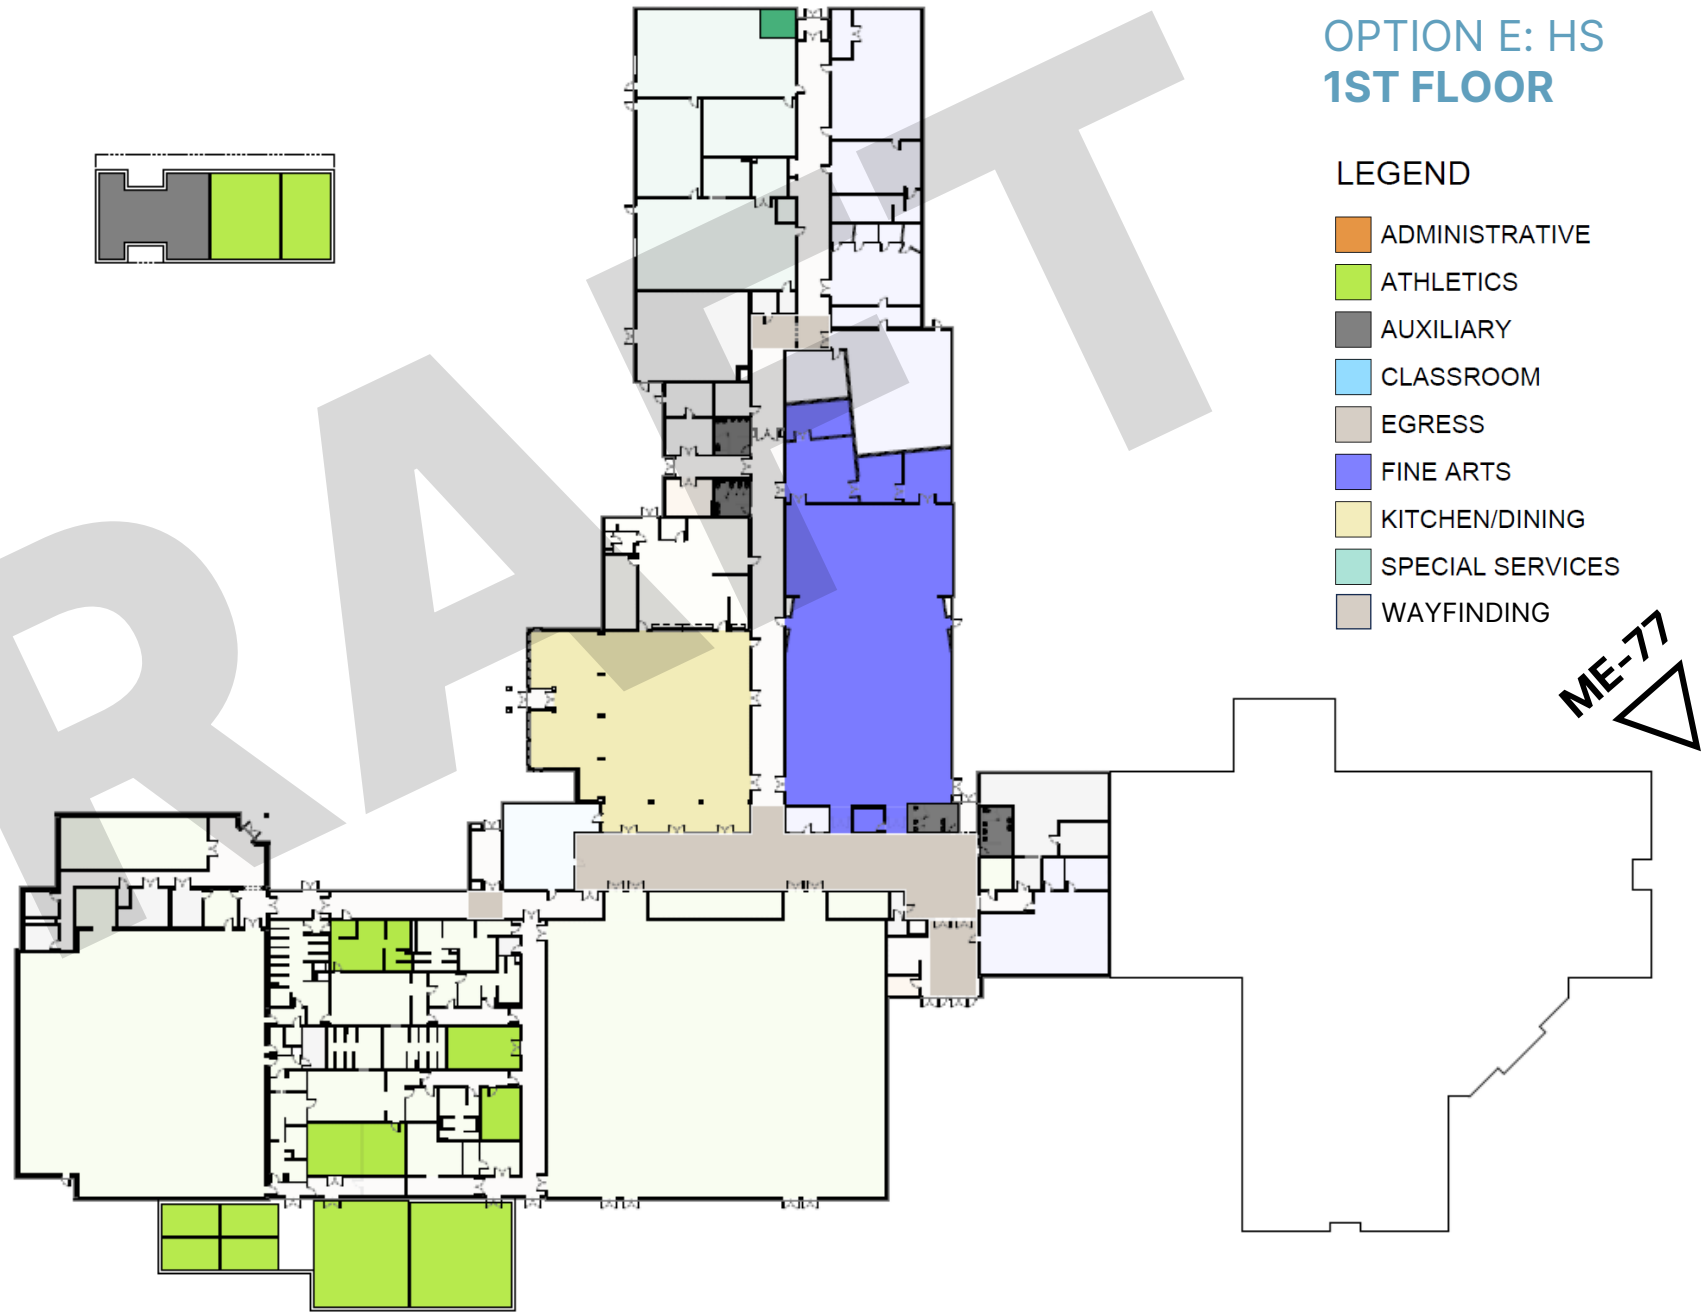 OPTION E: HS
1ST FLOOR
LEGEND
ADMINISTRATIVE
ATHLETICS
AUXILIARY
CLASSROOM
EGRESS
FINE ARTS
KITCHEN/DINING
SPECIAL SERVICES
WAYFINDING
ME-77
RAFT